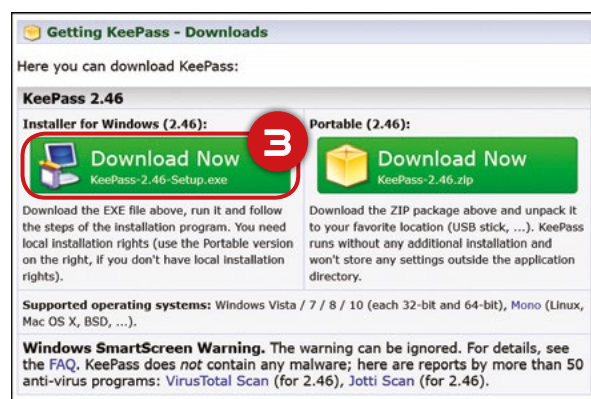 Getting KeePass - Downloads
Here you can download KeePass:
KeePass 2.46
Installer for Windows (2.46):
3
Download Now
KeePass-2.46-Setup.exe
Download the EXE file above, run it and follow
the steps of the installation program. You need
local installation rights (use the Portable version
on the right, if you don't have local installation
rights).
Portable (2.46):
Download Now
KeePass-2.46.zip
Download the ZIP package above and unpack it
to your favorite location (USB stick, ...). KeePass
runs without any additional installation and
won't store any settings outside the application
directory.
Supported operating systems: Windows Vista / 7 / 8 / 10 (each 32-bit and 64-bit), Mono (Linux,
Mac OS X, BSD, ...).
Windows SmartScreen Warning. The warning can be ignored. For details, see
the FAQ. KeePass does not contain any malware; here are reports by more than 50
anti-virus programs: VirusTotal Scan (for 2.46), Jotti Scan (for 2.46).